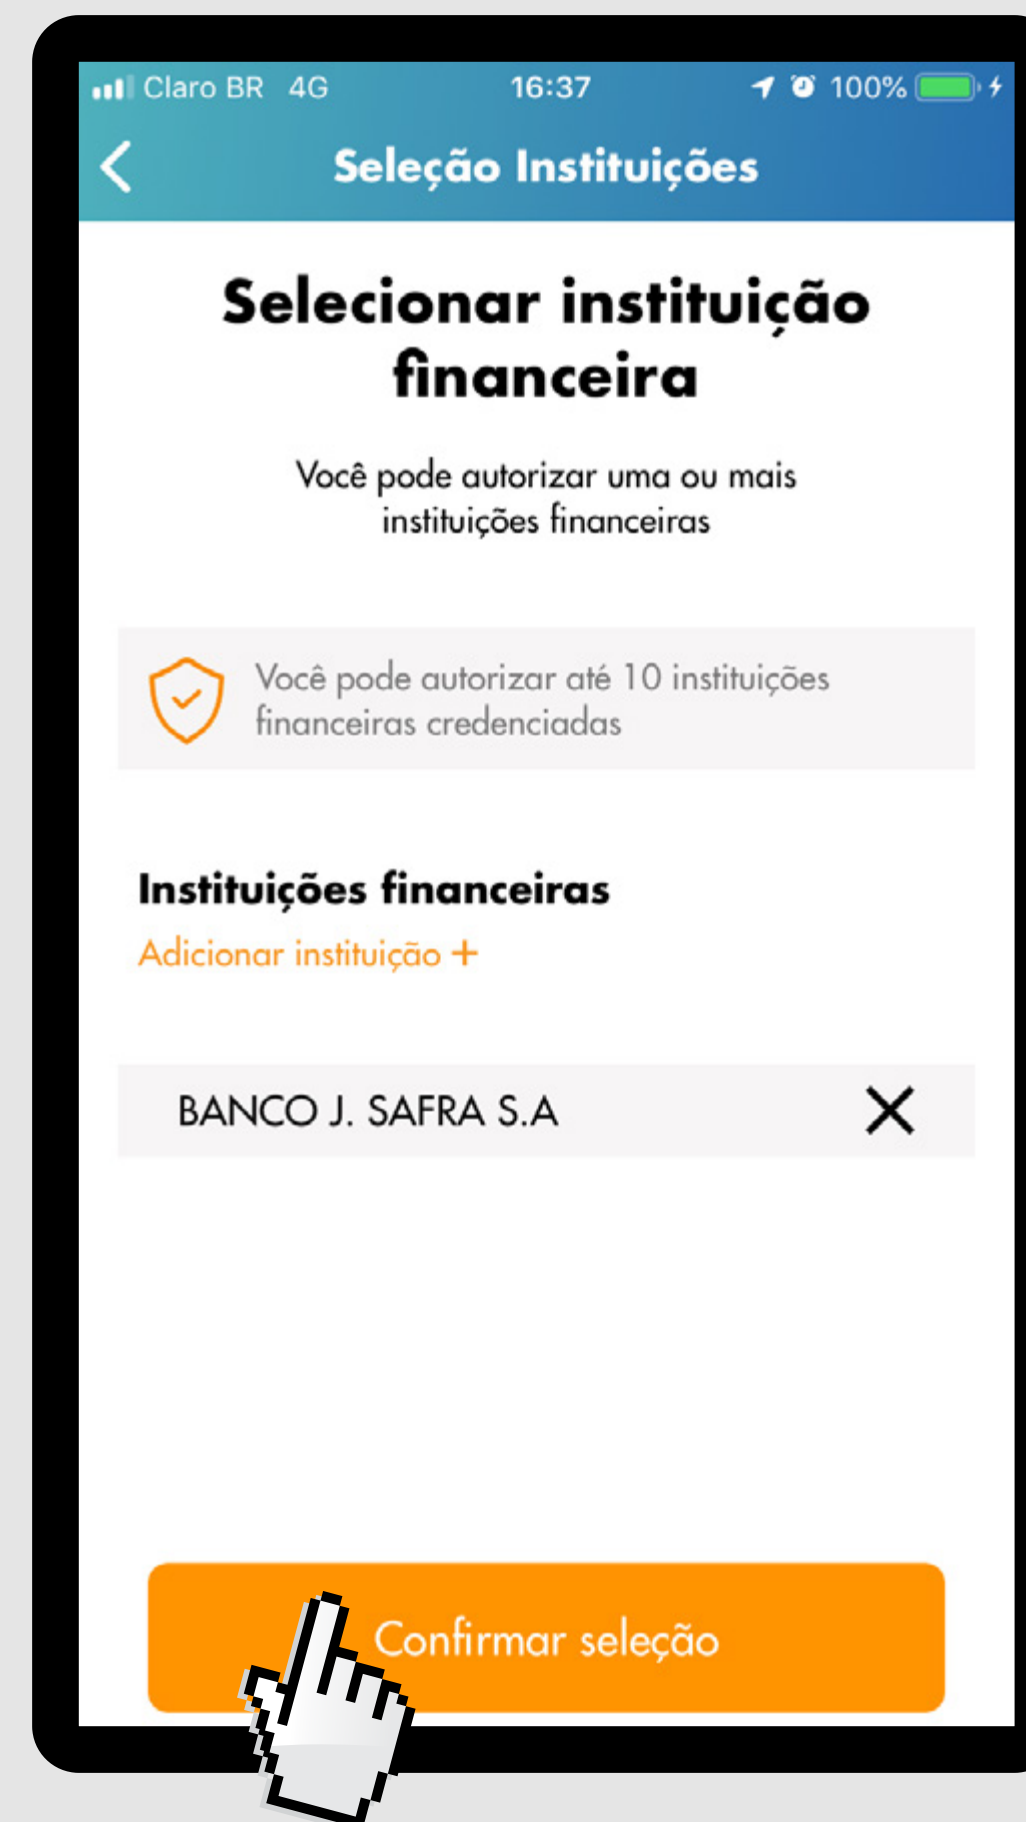 Claro BR 4G 16:37 100%
Seleção Instituições
Selecionar instituição
financeira
Você pode autorizar uma ou mais
instituições financeiras
Você pode autorizar até 10 instituições
financeiras credenciadas
Instituições financeiras
Adicionar instituição +
BANCO J. SAFRA S.A
Confirmar seleção